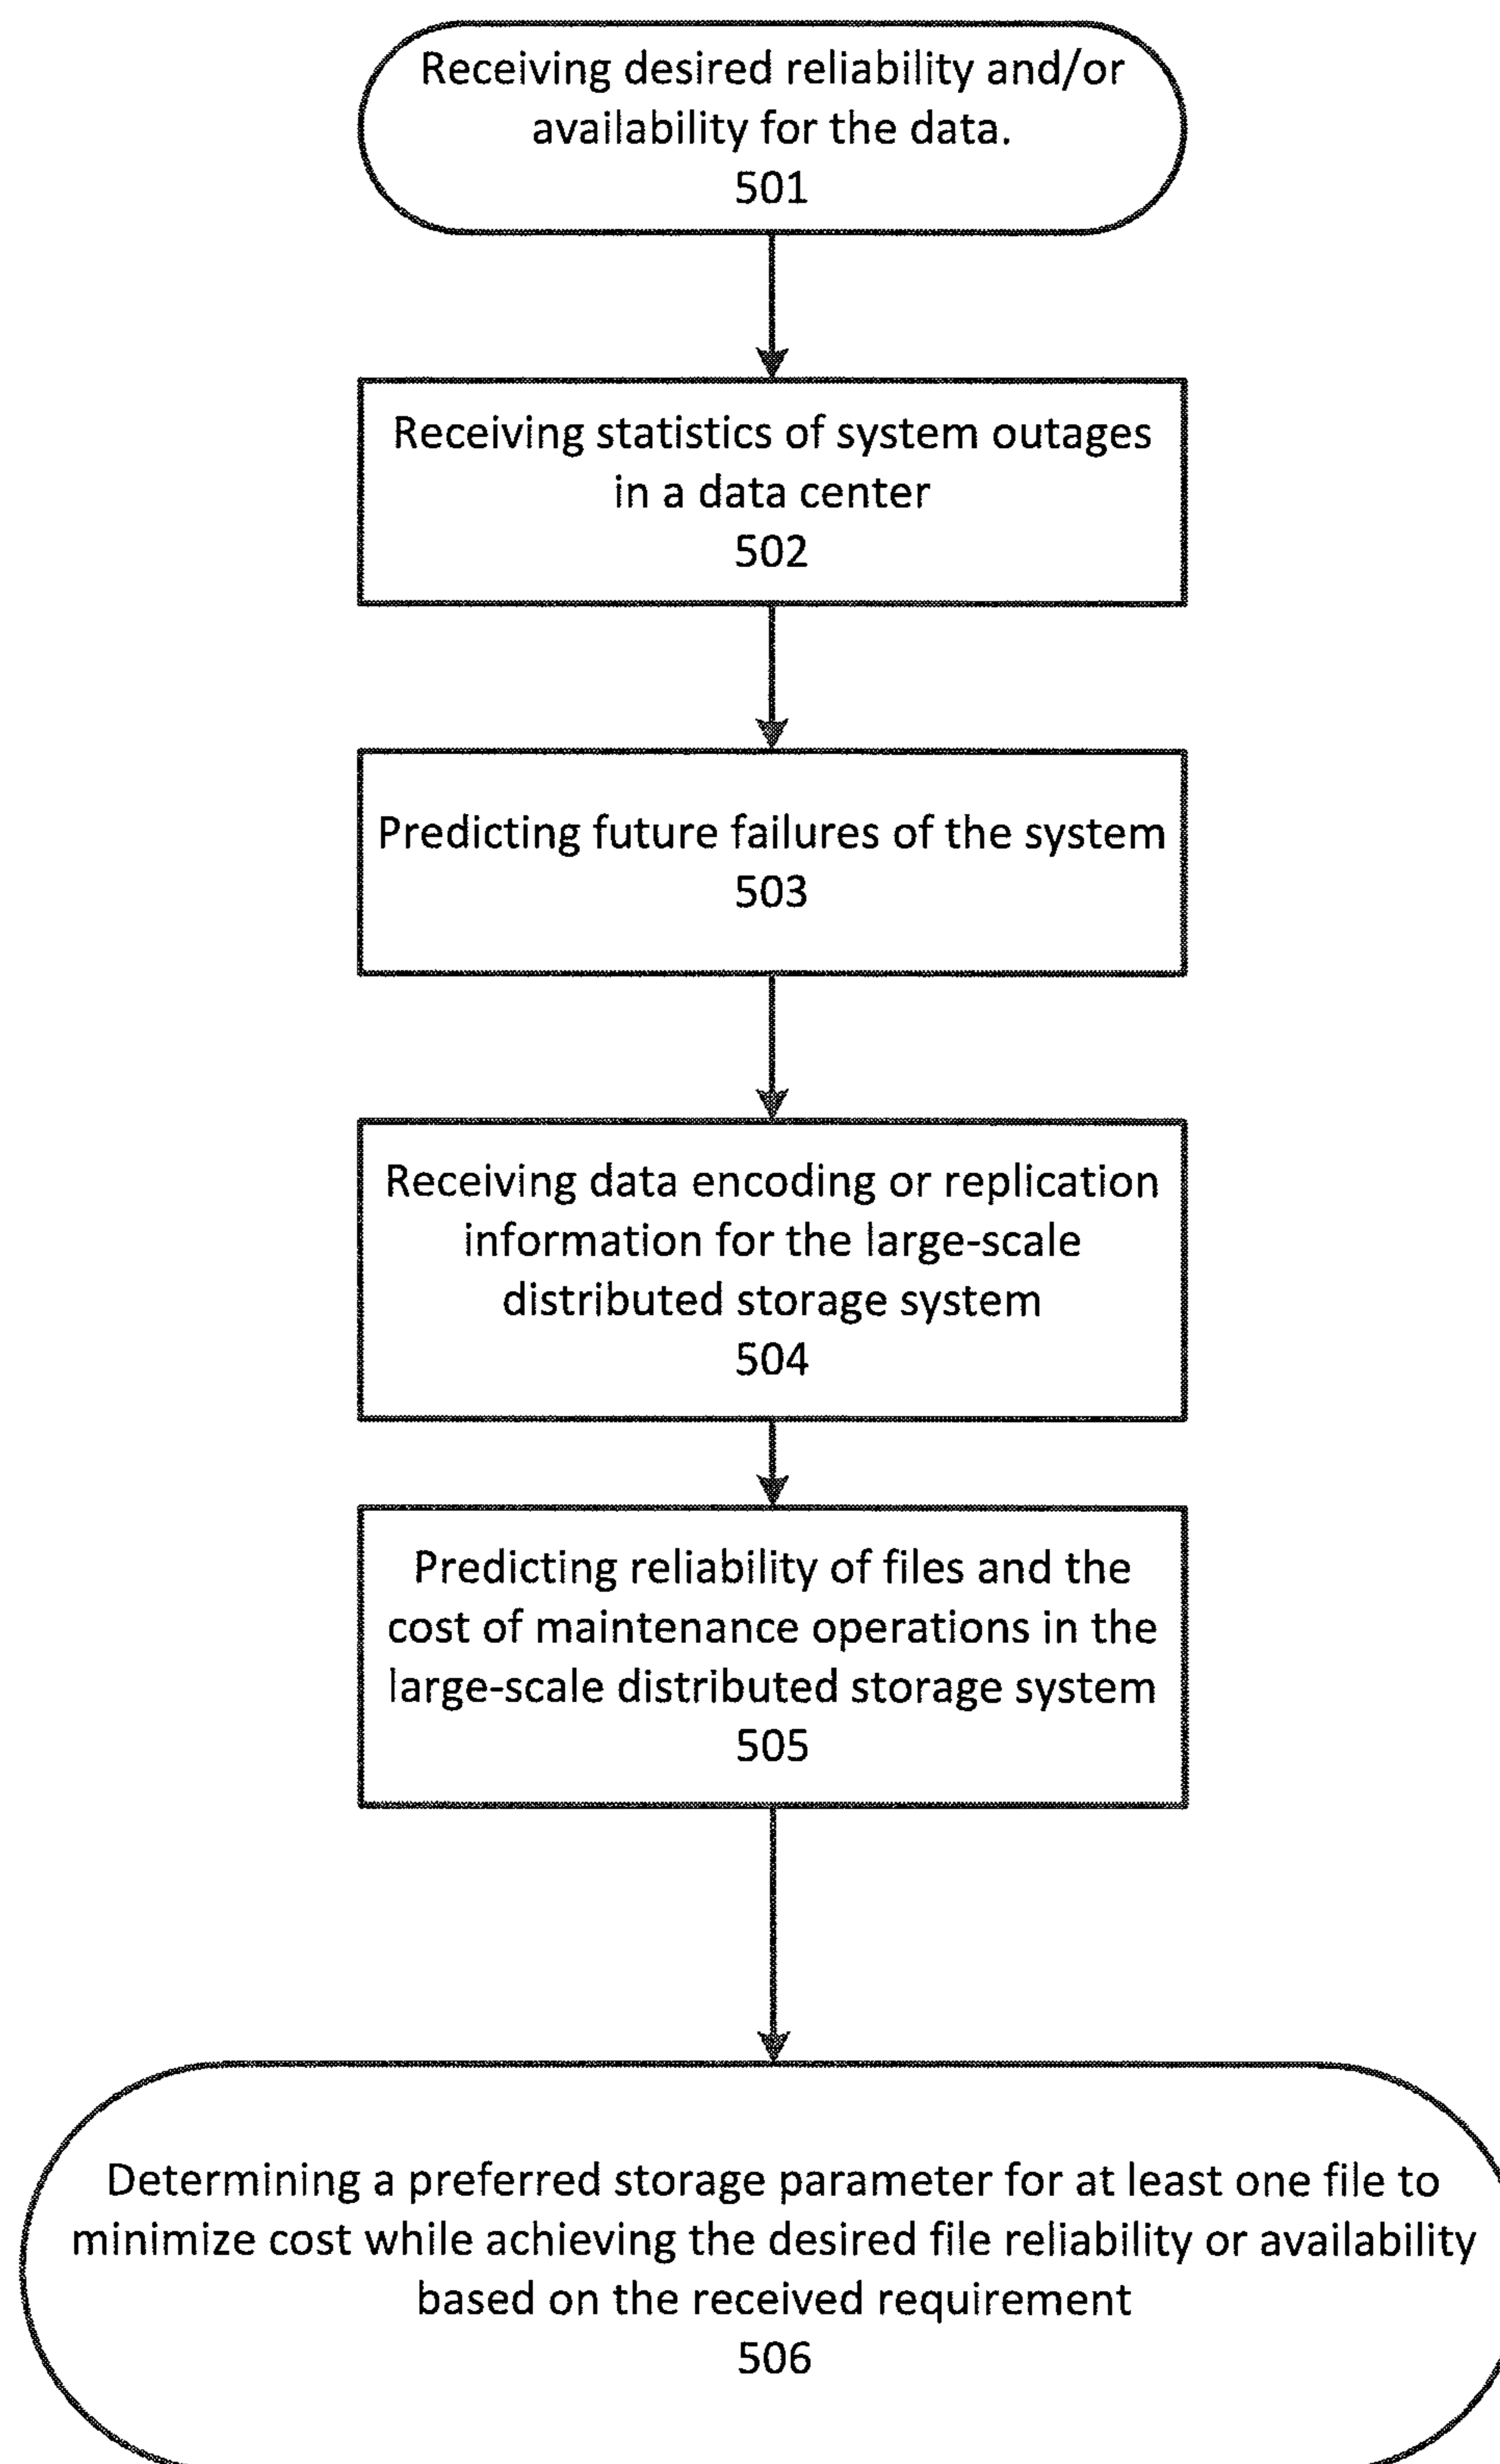 Receiving desired reliability and/or
availability for the data.
501
Receiving statistics of system outages
in a data center
502
Predicting future failures of the system
503
Receiving data encoding or replication
information for the large-scale
distributed storage system
504
Predicting reliability of files and the
cost of maintenance operations in the
large-scale distributed storage system
505
Determining a preferred storage parameter for at least one file to
minimize cost while achieving the desired file reliability or availability
based on the received requirement
506